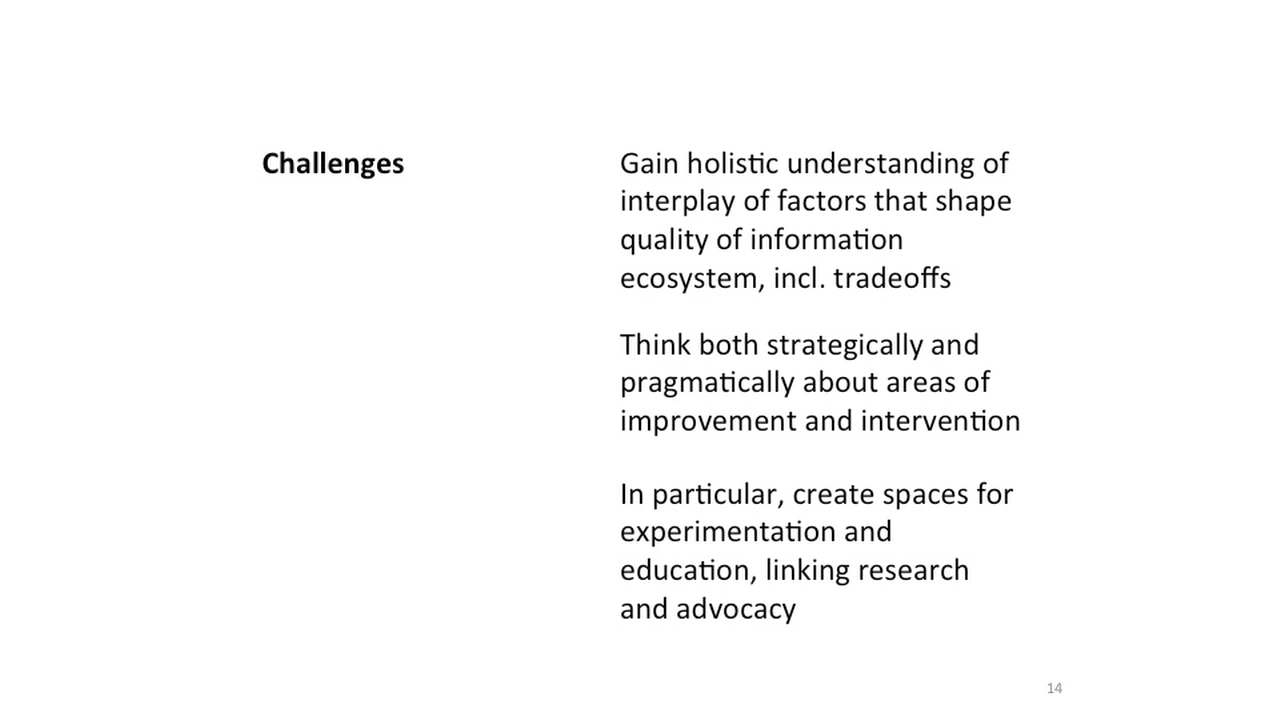 Challenges
Gain holistic understanding of
interplay of factors that shape
quality of information
ecosystem, incl. tradeoffs
Think both strategically and
pragmatically about areas of
improvement and intervention
In particular, create spaces for
experimentation and
education, linking research
and advocacy
14